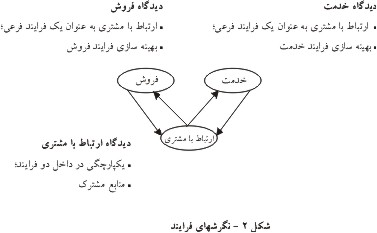 دیدگاه خدمت
▪ ارتباط با مشتری به عنوان یک فرایند فرعی؛
▪ بهینه سازی فرایند خدمت
دیدگاه فروش
▪ ارتباط با مشتری به عنوان یک فرایند فرعی؛
▪ بهینه سازی فرایند فروش
خدمت
فروش
ارتباط با مشتری
دیدگاه ارتباط با مشتری
▪ یکپارچگی در داخل دو فرایند؛
▪ منابع مشترک
شکل ۲ – نگرشهای فرایند